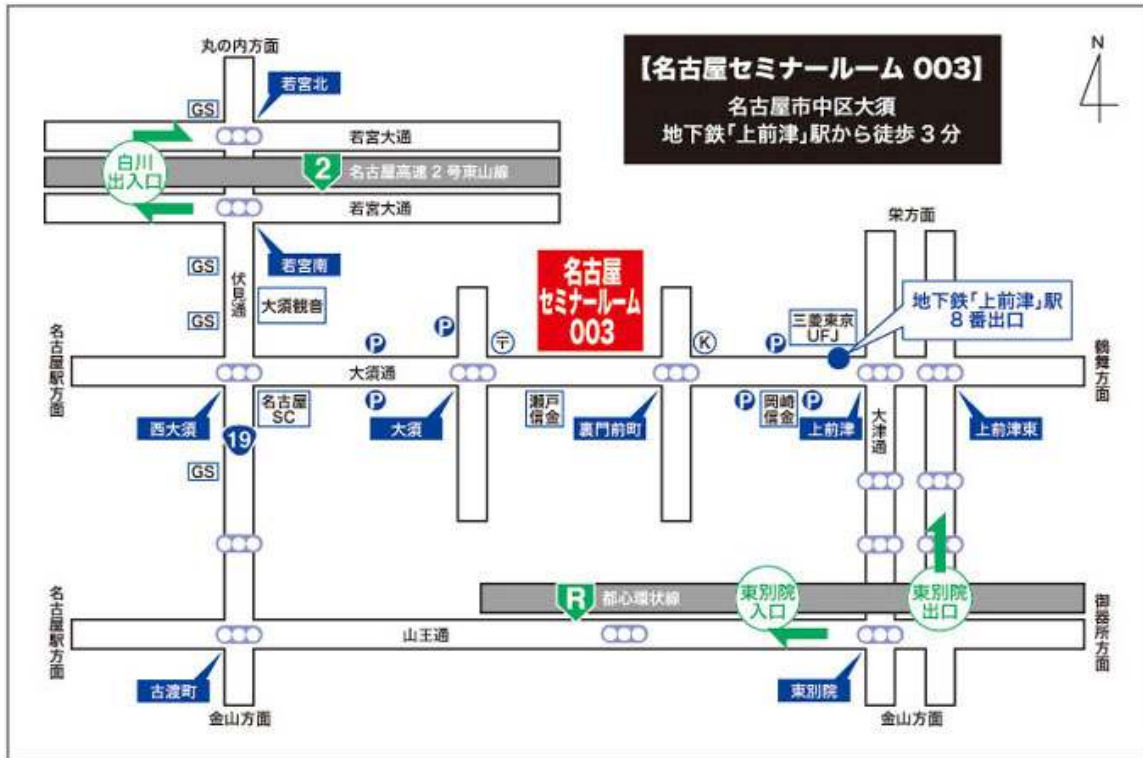 丸の内方面
【名古屋セミナールーム 003】
名古屋市中区大須
地下鉄「上前津」駅から徒歩 3 分
N
若宮北
GS
若宮大通
白川
出入口
2
名古屋高速 2 号東山線
若宮大通
栄方面
GS
若宮南
伏見通
大須観音
GS
名古屋
セミナールーム
003
地下鉄「上前津」駅
8 番出口
三菱東京
UFJ
P
P
〒
K
P
名古屋駅方面
大須通
鶴舞方面
西大須
名古屋
SC
P
大須
瀬戸
信金
裏門前町
P
岡崎
信金
P
上前津
大津通
上前津東
19
GS
名古屋駅方面
R
都心環状線
東別院
入口
東別院
出口
御器所方面
山王通
古渡町
東別院
金山方面
金山方面